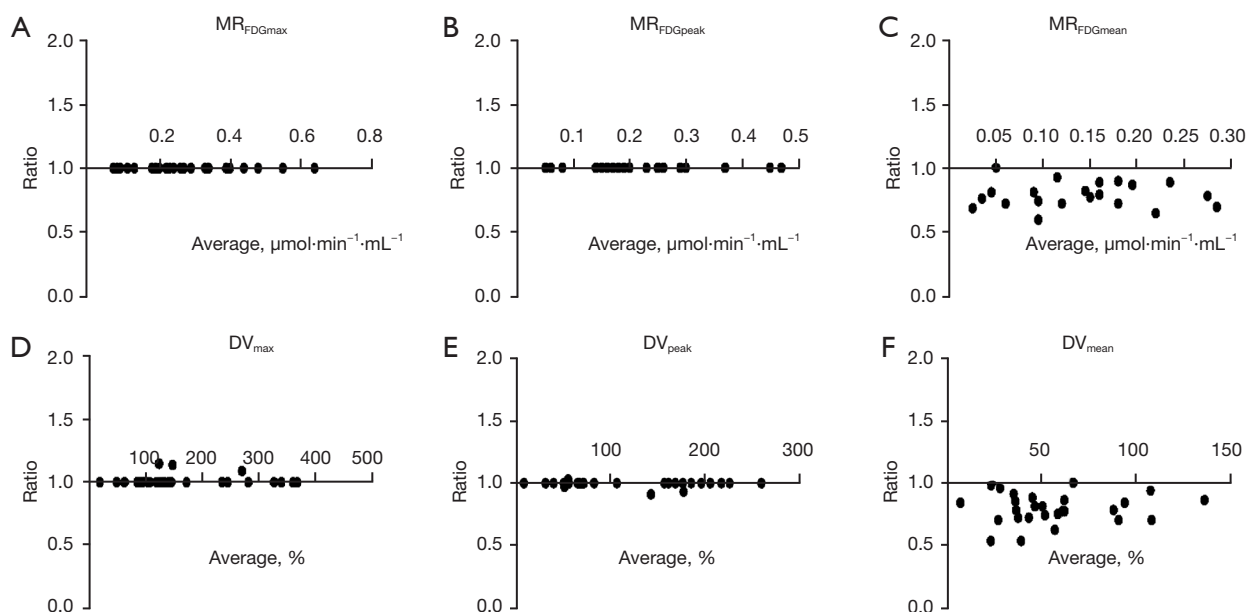 A
MR_FDGmax
2.0
1.5
1.0
0.5
0.0
Ratio
0.2 0.4 0.6 0.8
Average, µmol·min⁻¹·mL⁻¹
B
MR_FDGpeak
2.0
1.5
1.0
0.5
0.0
Ratio
0.1 0.2 0.3 0.4 0.5
Average, µmol·min⁻¹·mL⁻¹
C
MR_FDGmean
2.0
1.5
1.0
0.5
0.0
Ratio
0.05 0.10 0.15 0.20 0.25 0.30
Average, µmol·min⁻¹·mL⁻¹
D
DV_max
2.0
1.5
1.0
0.5
0.0
Ratio
100 200 300 400 500
Average, %
E
DV_peak
2.0
1.5
1.0
0.5
0.0
Ratio
100 200 300
Average, %
F
DV_mean
2.0
1.5
1.0
0.5
0.0
Ratio
50 100 150
Average, %